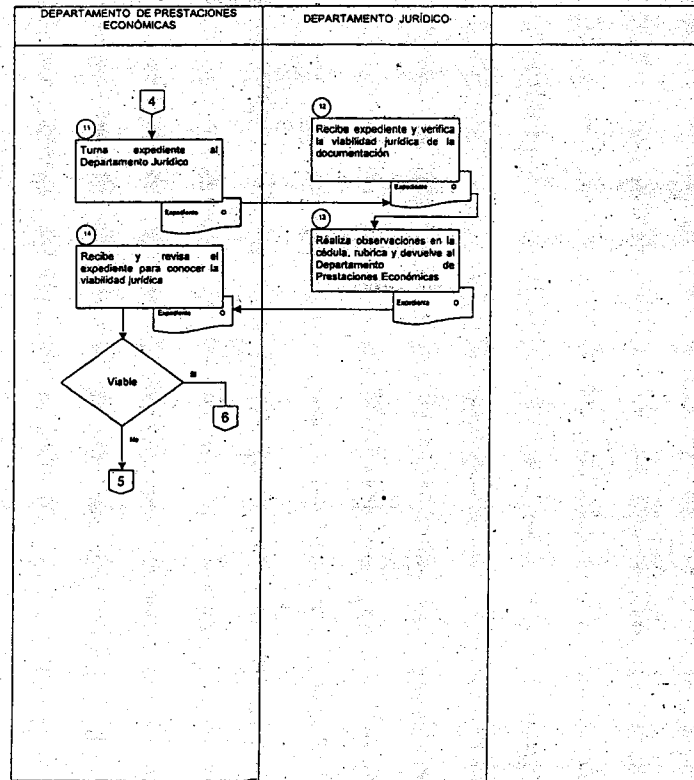 DEPARTAMENTO DE PRESTACIONES
ECONÓMICAS
DEPARTAMENTO JURÍDICO
4
11
Turna expediente al
Departamento Jurídico
Expediente O
12
Recibe expediente y verifica
la viabilidad jurídica de la
documentación
Expediente O
13
Réaliza observaciones en la
cédula, rubrica y devuelve al
Departamento de
Prestaciones Económicas
Expediente O
14
Recibe y revisa el
expediente para conocer la
viabilidad jurídica
Expediente O
Viable
Si
6
No
5